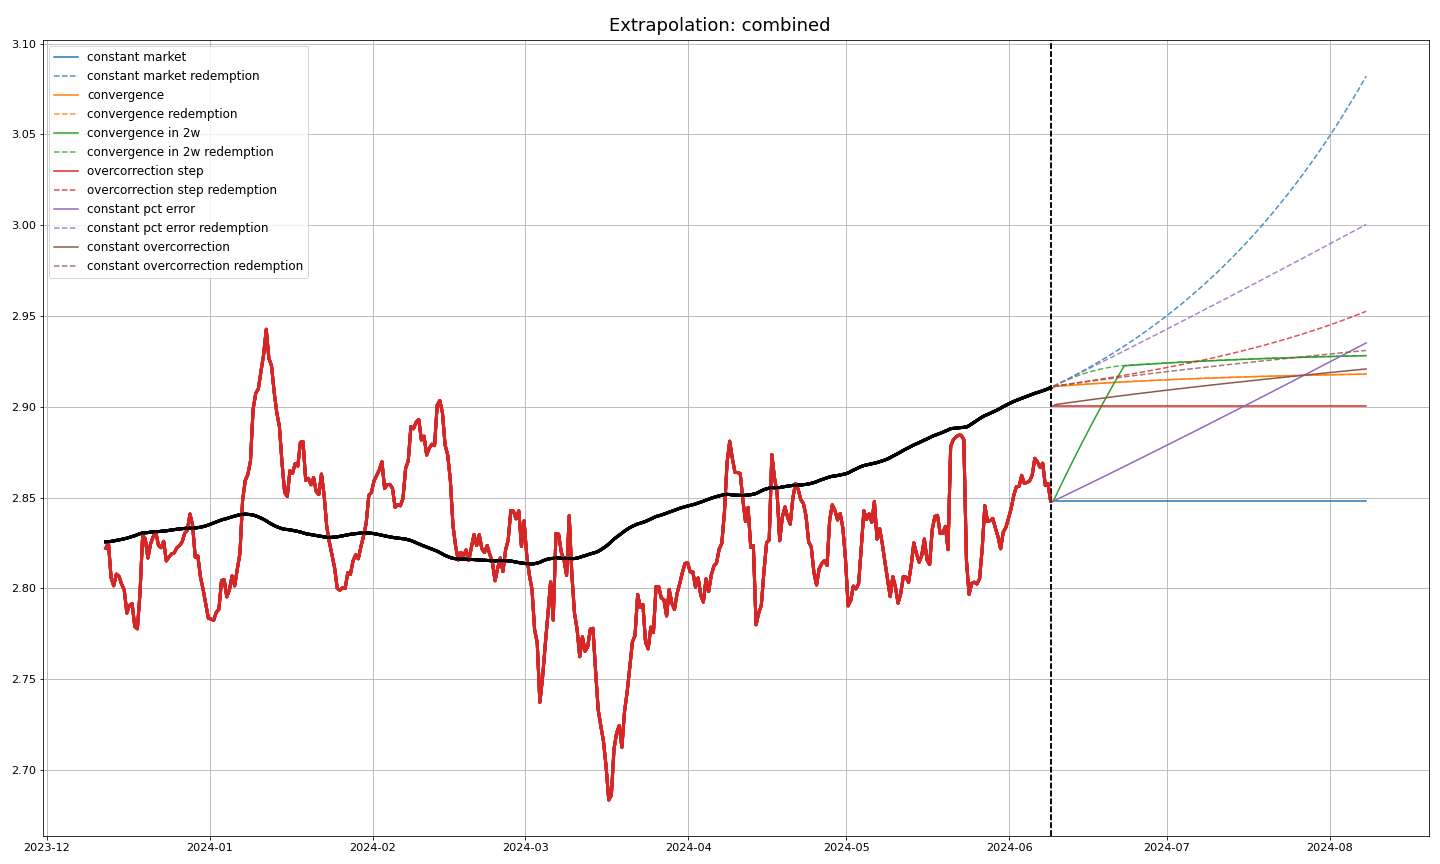 Extrapolation: combined
3.10
3.05
3.00
2.95
2.90
2.85
2.80
2.75
2.70
constant market
constant market redemption
convergence
convergence redemption
convergence in 2w
convergence in 2w redemption
overcorrection step
overcorrection step redemption
constant pct error
constant pct error redemption
constant overcorrection
constant overcorrection redemption
2023-12 2024-01 2024-02 2024-03 2024-04 2024-05 2024-06 2024-07 2024-08